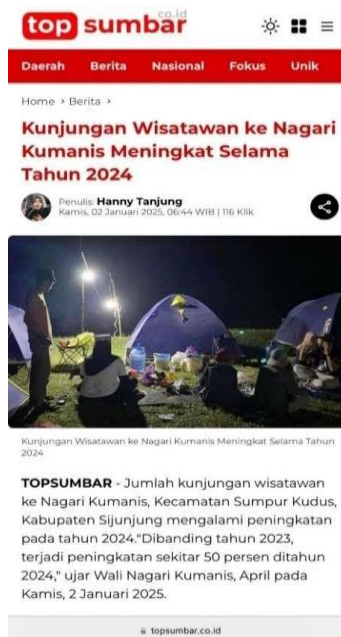 top sumbar
co.id
Daerah Berita Nasional Fokus Unik
Home > Berita >
Kunjungan Wisatawan ke Nagari
Kumanis Meningkat Selama
Tahun 2024
Penulis: Hanny Tanjung
Kamis, 02 Januari 2025, 06:44 WIB | 116 Klik
Kunjungan Wisatawan ke Nagari Kumanis Meningkat Selama Tahun
2024
TOPSUMBAR - Jumlah kunjungan wisatawan
ke Nagari Kumanis, Kecamatan Sumpur Kudus,
Kabupaten Sijunjung mengalami peningkatan
pada tahun 2024."Dibanding tahun 2023,
terjadi peningkatan sekitar 50 persen ditahun
2024," ujar Wali Nagari Kumanis, April pada
Kamis, 2 Januari 2025.
topsumbar.co.id